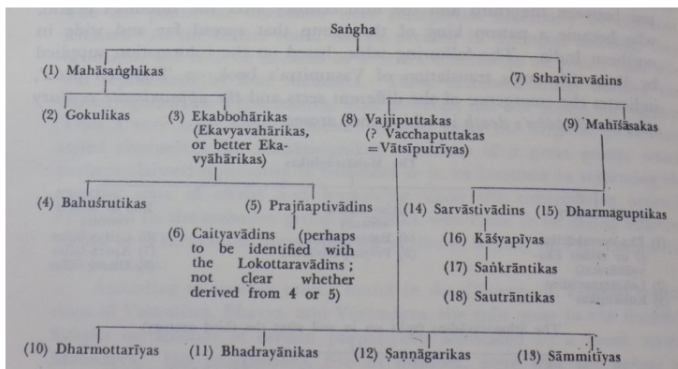 Saṅgha
(1) Mahāsaṅghikas
(7) Sthaviravādins
(2) Gokulikas
(3) Ekabbohārikas
(Ekavyavahārikas,
or better Eka-
vyāhārikas)
(8) Vajjiputtakas
(? Vacchaputtakas
=Vātsīputrīyas)
(9) Mahīśāsakas
(4) Bahuśrutikas
(5) Prajñaptivādins
(6) Caityavādins (perhaps
to be identified with
the Lokottaravādins ;
not clear whether
derived from 4 or 5)
(14) Sarvāstivādins
(15) Dharmaguptikas
(16) Kāśyapīyas
(17) Saṅkrāntikas
(18) Sautrāntikas
(10) Dharmottarīyas
(11) Bhadrayānikas
(12) Ṣaṇṇāgarikas
(13) Sāmmitīyas